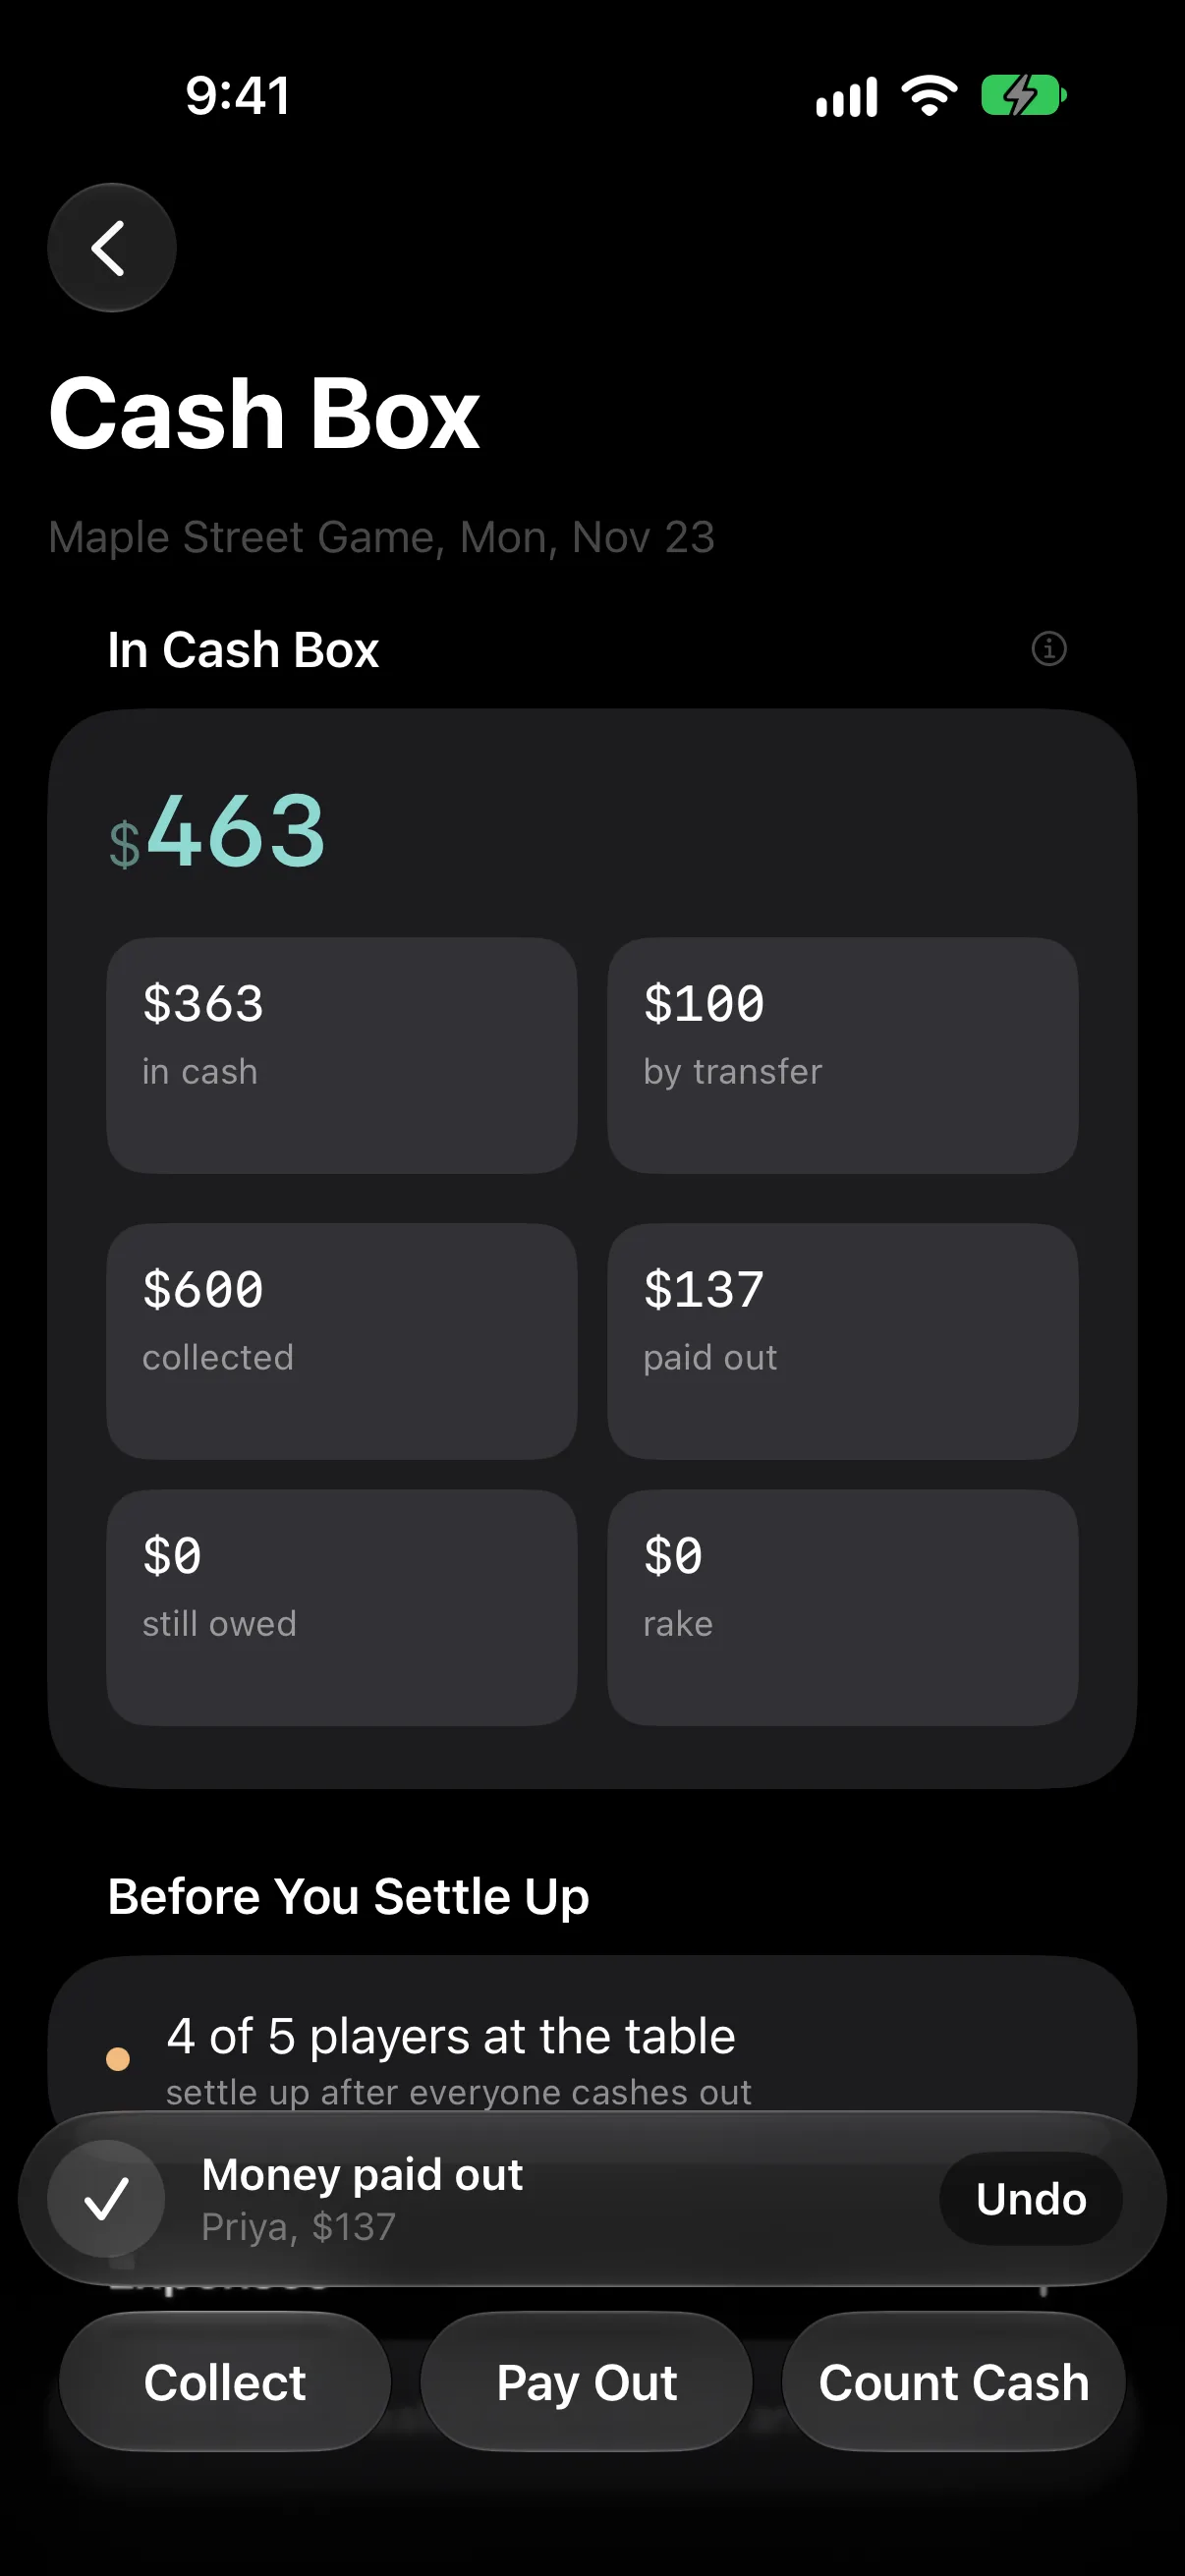 9:41
Cash Box
Maple Street Game, Mon, Nov 23
In Cash Box
$463
$363
in cash
$100
by transfer
$600
collected
$137
paid out
$0
still owed
$0
rake
Before You Settle Up
4 of 5 players at the table
settle up after everyone cashes out
Money paid out
Priya, $137
Undo
Collect
Pay Out
Count Cash